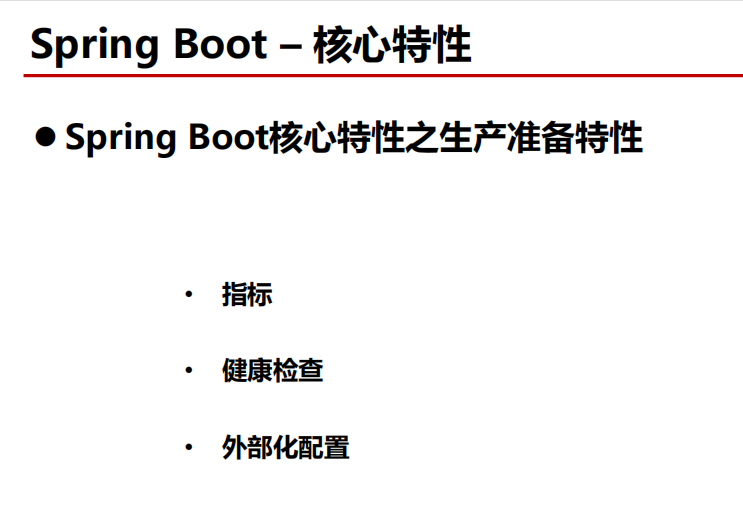 Spring Boot – 核心特性
● Spring Boot核心特性之生产准备特性
• 指标
• 健康检查
• 外部化配置